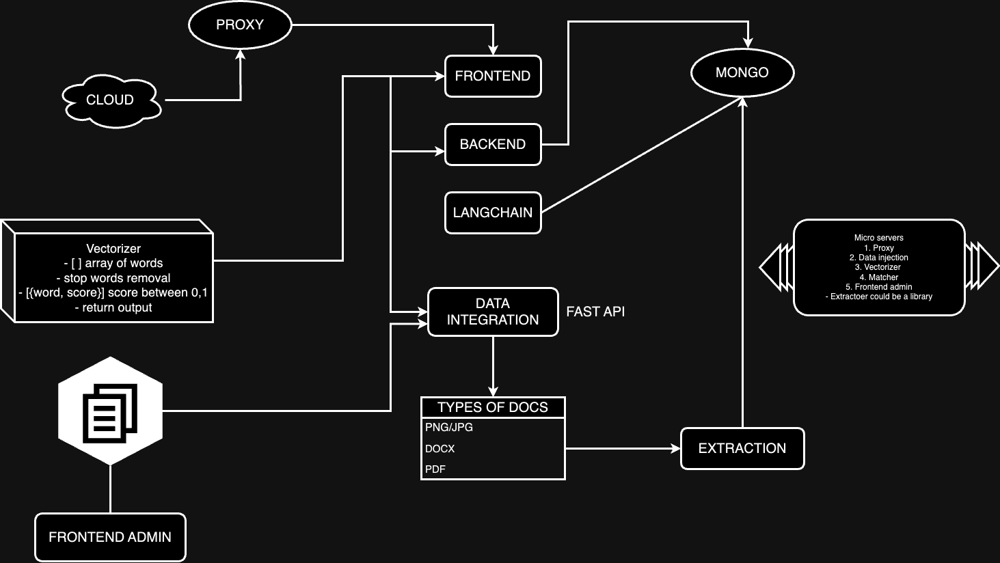 PROXY
CLOUD
FRONTEND
MONGO
BACKEND
LANGCHAIN
Vectorizer
- [ ] array of words
- stop words removal
- [{word, score}] score between 0,1
- return output
Micro servers
1. Proxy
2. Data injection
3. Vectorizer
4. Matcher
5. Frontend admin
- Extractoer could be a library
DATA
INTEGRATION
FAST API
TYPES OF DOCS
PNG/JPG
DOCX
PDF
EXTRACTION
FRONTEND ADMIN